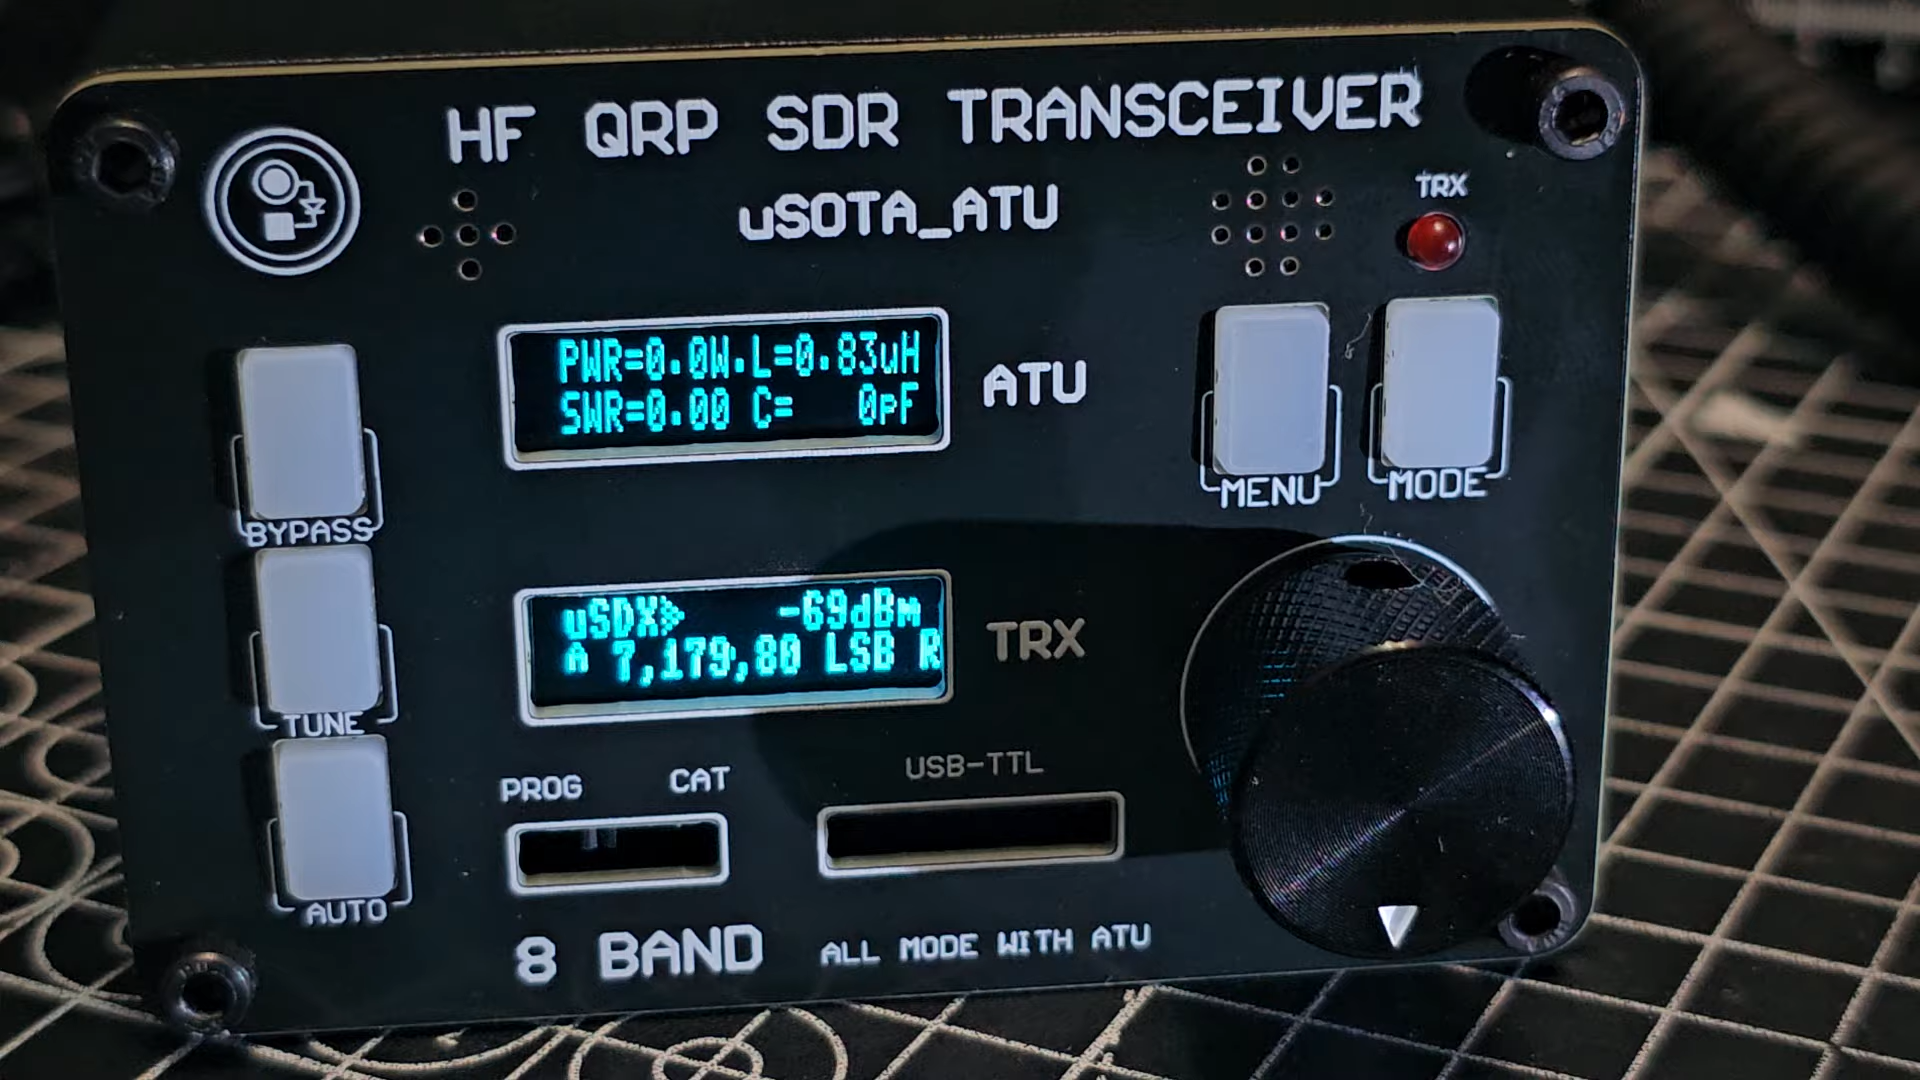 HF QRP SDR TRANSCEIVER
uSOTA_ATU
TRX
PWR=0.0W.L=0.83uH
SWR=0.00 C= 0pF
ATU
MENU
MODE
BYPASS
uSDX -69dBm
A 7,179,80 LSB R
TRX
TUNE
PROG
CAT
USB-TTL
AUTO
8 BAND
ALL MODE WITH ATU